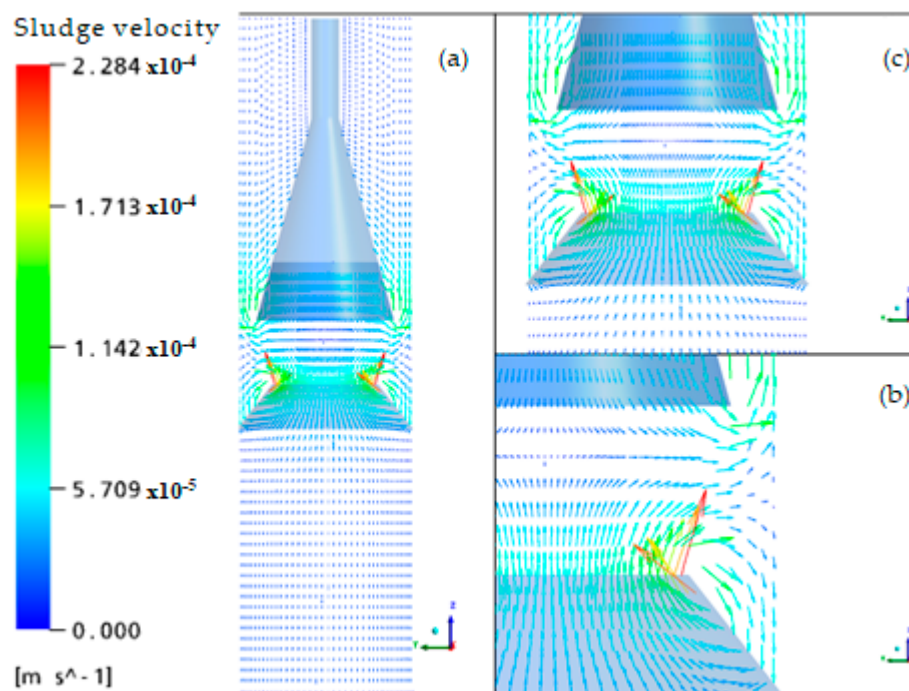 Sludge velocity
2.284 x10-4
1.713 x10-4
1.142 x10-4
5.709 x10-5
0.000
[m s^-1]
(a)
(c)
(b)
Z
Y